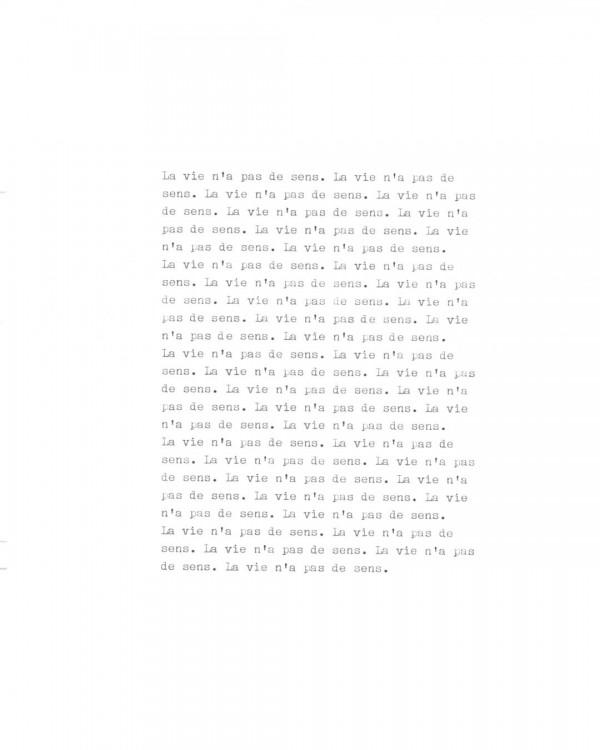 La vie n'a pas de sens. La vie n'a pas de
sens. La vie n'a pas de sens. La vie n'a pas
de sens. La vie n'a pas de sens. La vie n'a
pas de sens. La vie n'a pas de sens. La vie
n'a pas de sens. La vie n'a pas de sens.
La vie n'a pas de sens. La vie n'a pas de
sens. La vie n'a pas de sens. La vie n'a pas
de sens. La vie n'a pas de sens. La vie n'a
pas de sens. La vie n'a pas de sens. La vie
n'a pas de sens. La vie n'a pas de sens.
La vie n'a pas de sens. La vie n'a pas de
sens. La vie n'a pas de sens. La vie n'a pas
de sens. La vie n'a pas de sens. La vie n'a
pas de sens. La vie n'a pas de sens. La vie
n'a pas de sens. La vie n'a pas de sens.
La vie n'a pas de sens. La vie n'a pas de
sens. La vie n'a pas de sens. La vie n'a pas
de sens. La vie n'a pas de sens. La vie n'a
pas de sens. La vie n'a pas de sens. La vie
n'a pas de sens. La vie n'a pas de sens.
La vie n'a pas de sens. La vie n'a pas de
sens. La vie n'a pas de sens. La vie n'a pas
de sens. La vie n'a pas de sens.